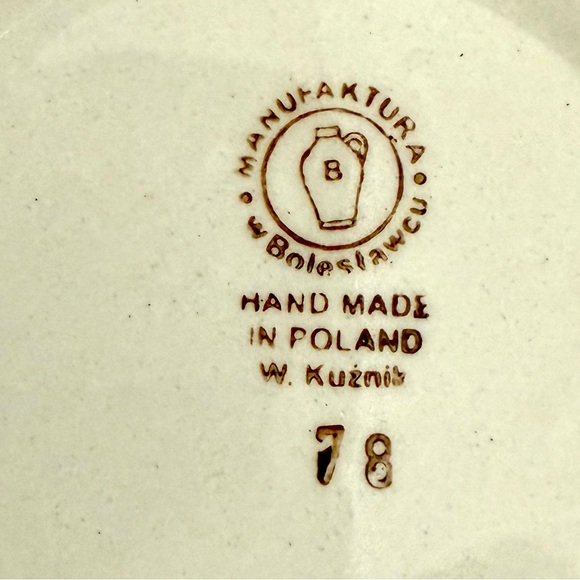 MANUFAKTURA
B
w Bolesławcu
HAND MADE
IN POLAND
W. Kuźnik
78